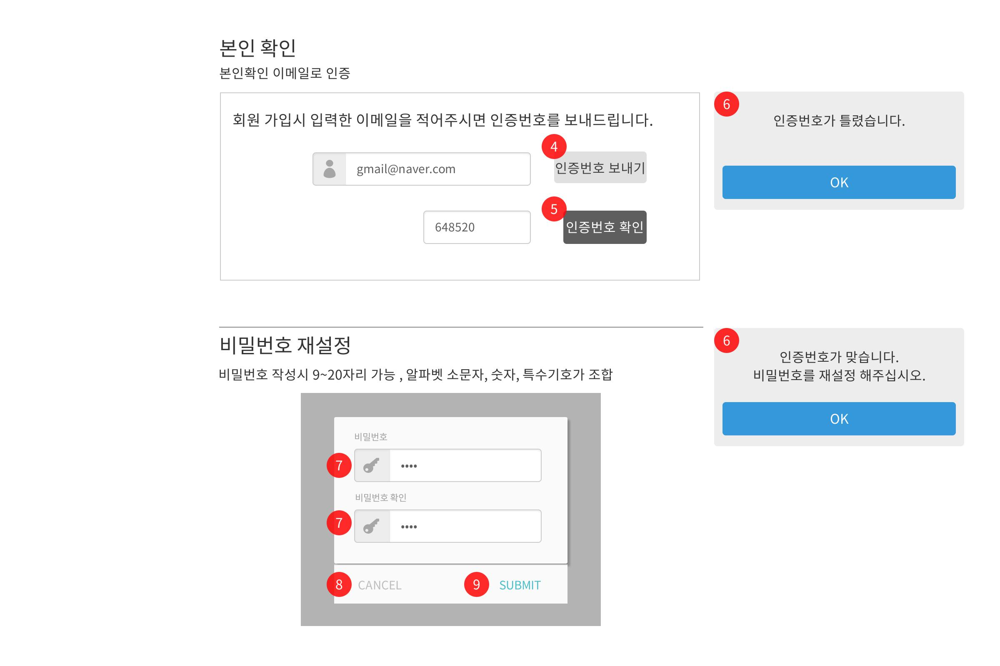 본인 확인
본인확인 이메일로 인증
회원 가입시 입력한 이메일을 적어주시면 인증번호를 보내드립니다.
4
gmail@naver.com
인증번호 보내기
5
648520
인증번호 확인
6
인증번호가 틀렸습니다.
OK
비밀번호 재설정
비밀번호 작성시 9~20자리 가능 , 알파벳 소문자, 숫자, 특수기호가 조합
비밀번호
7
••••
비밀번호 확인
7
••••
8
CANCEL
9
SUBMIT
6
인증번호가 맞습니다.
비밀번호를 재설정 해주십시오.
OK